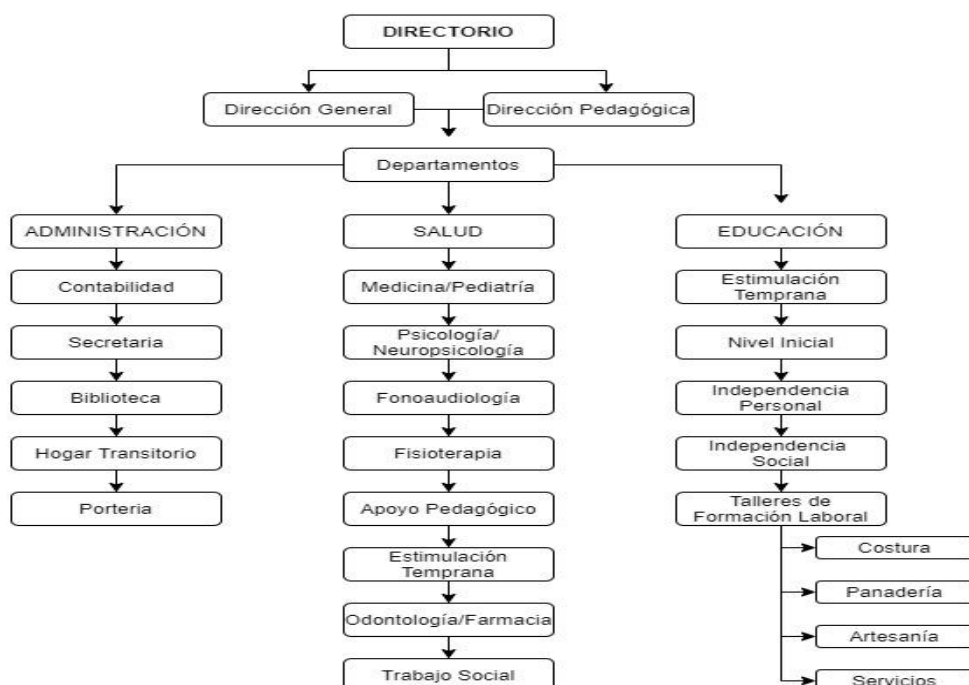 DIRECTORIO
Dirección General
Dirección Pedagógica
Departamentos
ADMINISTRACIÓN
SALUD
EDUCACIÓN
Contabilidad
Medicina/Pediatría
Estimulación
Temprana
Secretaria
Psicología/
Neuropsicología
Nivel Inicial
Biblioteca
Fonoaudiología
Independencia
Personal
Hogar Transitorio
Fisioterapia
Independencia
Social
Porteria
Apoyo Pedagógico
Talleres de
Formación Laboral
Estimulación
Temprana
Costura
Panadería
Odontología/Farmacia
Artesanía
Trabajo Social
Servicios